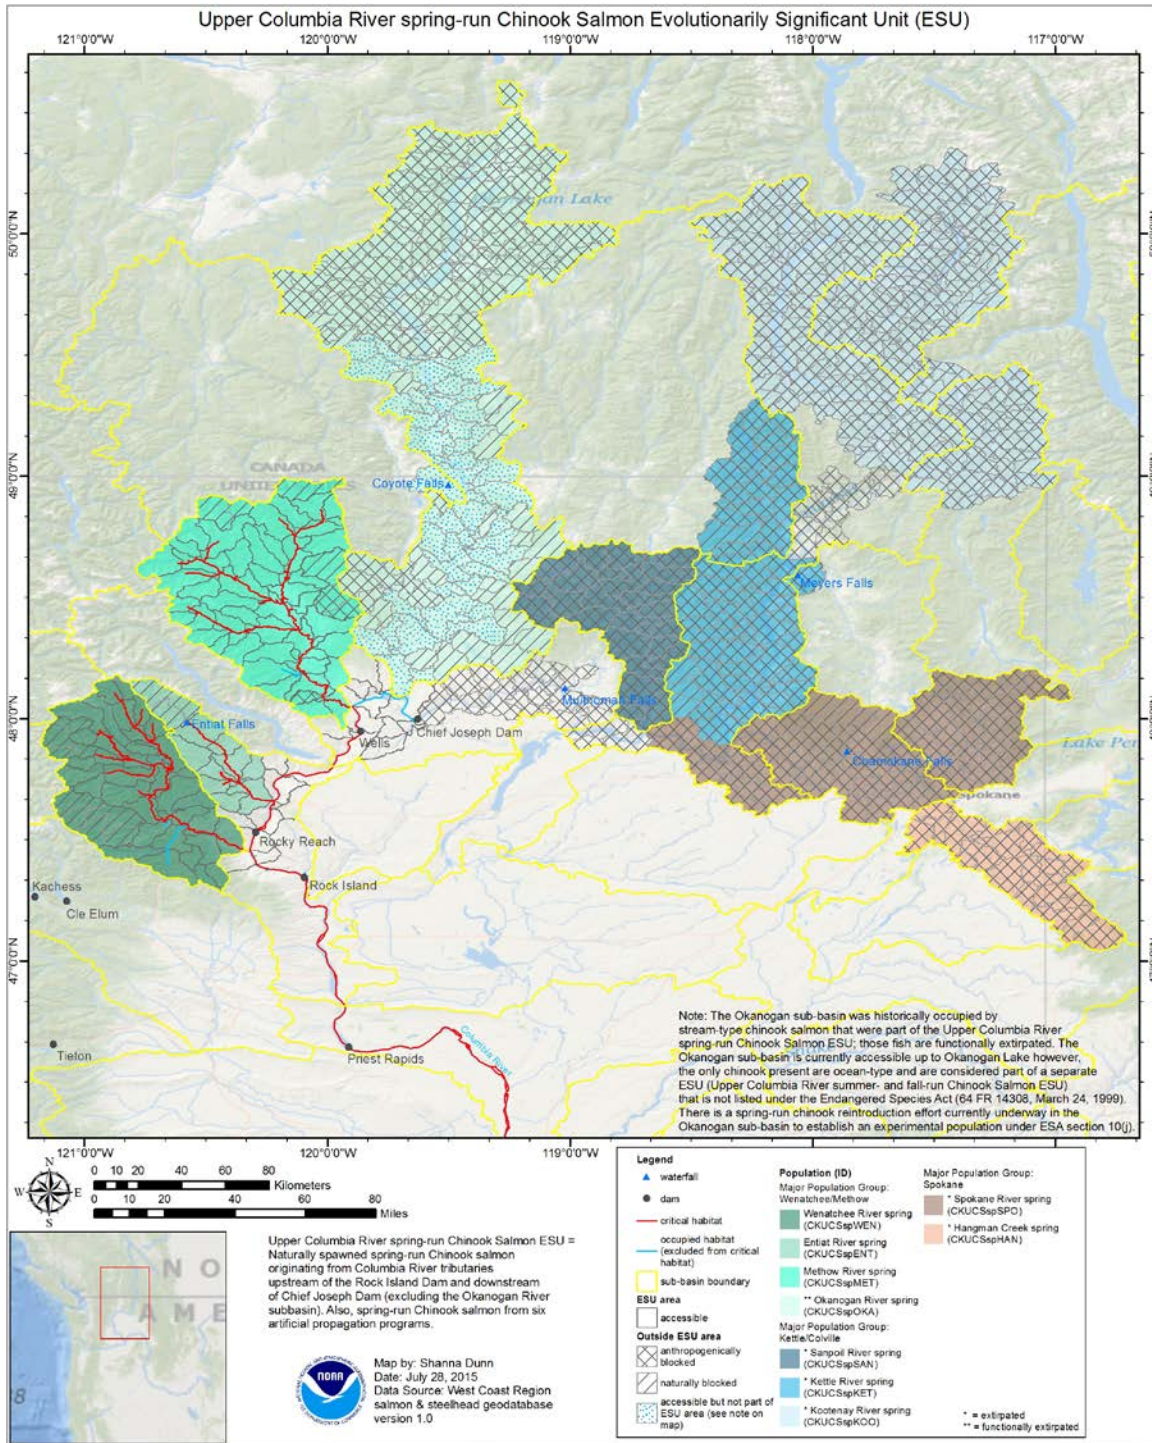 Upper Columbia River spring-run Chinook Salmon Evolutionarily Significant Unit (ESU)
121°0'0"W
120°0'0"W
119°0'0"W
118°0'0"W
117°0'0"W
50°0'0"N
49°0'0"N
48°0'0"N
47°0'0"N
CANADA
Coyote Falls
Meyers Falls
Entiat Falls
Chief Joseph Dam
Wells
Spokane
Rocky Reach
Rock Island
Kachess
Cle Elum
Tieton
Priest Rapids
Columbia River
Note: The Okanogan sub-basin was historically occupied by
stream-type chinook salmon that were part of the Upper Columbia River
spring-run Chinook Salmon ESU; those fish are functionally extirpated. The
Okanogan sub-basin is currently accessible up to Okanogan Lake however,
the only chinook present are ocean-type and are considered part of a separate
ESU (Upper Columbia River summer- and fall-run Chinook Salmon ESU)
that is not listed under the Endangered Species Act (64 FR 14308, March 24, 1999).
There is a spring-run chinook reintroduction effort currently underway in the
Okanogan sub-basin to establish an experimental population under ESA section 10(j).
121°0'0"W
120°0'0"W
119°0'0"W
N
W
E
S
0 10 20 40 60 80
Kilometers
0 10 20 40 60 80
Miles
N O
A M E
Upper Columbia River spring-run Chinook Salmon ESU =
Naturally spawned spring-run Chinook salmon
originating from Columbia River tributaries
upstream of the Rock Island Dam and downstream
of Chief Joseph Dam (excluding the Okanogan River
subbasin). Also, spring-run Chinook salmon from six
artificial propagation programs.
NOAA
Map by: Shanna Dunn
Date: July 28, 2015
Data Source: West Coast Region
salmon & steelhead geodatabase
version 1.0
Legend
waterfall
dam
critical habitat
occupied habitat
(excluded from critical
habitat)
sub-basin boundary
ESU area
accessible
Outside ESU area
anthropogenically
blocked
naturally blocked
accessible but not part of
ESU area (see note on
map)
Population (ID)
Major Population Group:
Wenatchee/Methow
Wenatchee River spring
(CKUCSspWEN)
Entiat River spring
(CKUCSspENT)
Methow River spring
(CKUCSspMET)
** Okanogan River spring
(CKUCSspOKA)
Major Population Group:
Kettle/Colville
* Sanpoil River spring
(CKUCSspSAN)
* Kettle River spring
(CKUCSspKET)
* Kootenay River spring
(CKUCSspKOO)
Major Population Group:
Spokane
* Spokane River spring
(CKUCSspSPO)
* Hangman Creek spring
(CKUCSspHAN)
* = extirpated
** = functionally extirpated